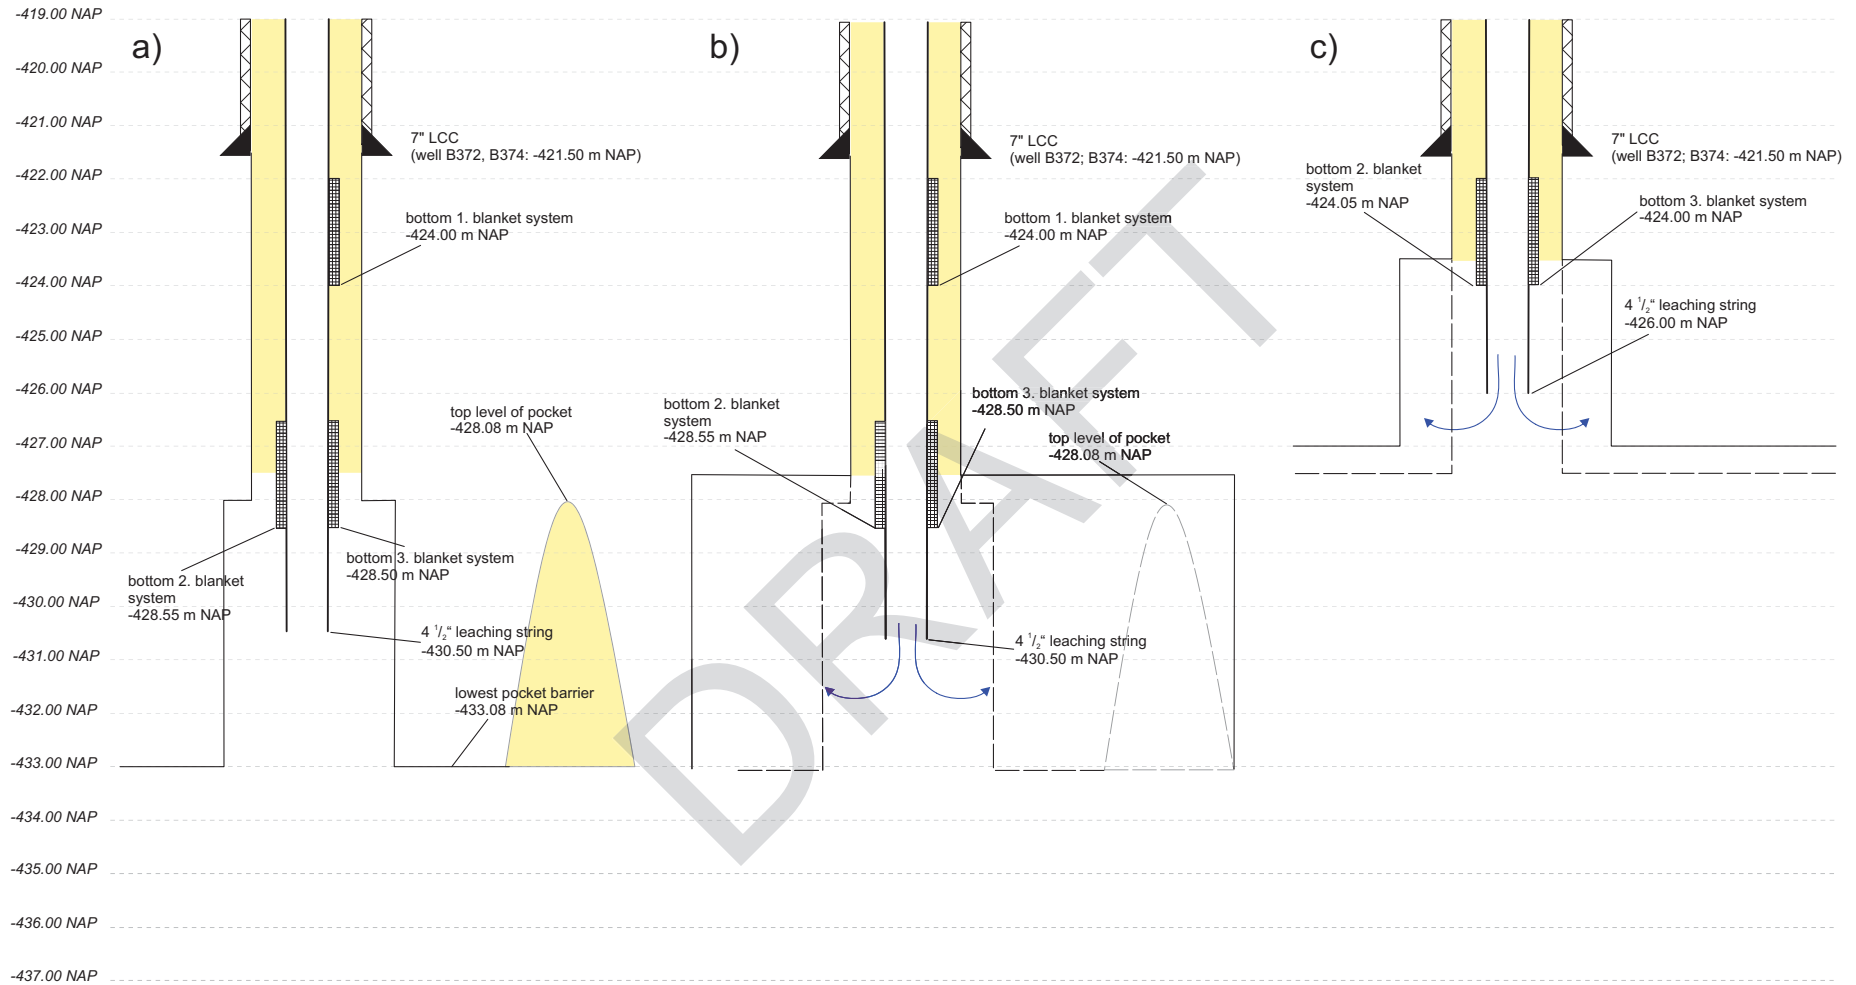 -419.00 NAP
-420.00 NAP
-421.00 NAP
-422.00 NAP
-423.00 NAP
-424.00 NAP
-425.00 NAP
-426.00 NAP
-427.00 NAP
-428.00 NAP
-429.00 NAP
-430.00 NAP
-431.00 NAP
-432.00 NAP
-433.00 NAP
-434.00 NAP
-435.00 NAP
-436.00 NAP
-437.00 NAP
a)
7" LCC
(well B372, B374: -421.50 m NAP)
bottom 1. blanket system
-424.00 m NAP
top level of pocket
-428.08 m NAP
bottom 3. blanket system
-428.50 m NAP
bottom 2. blanket
system
-428.55 m NAP
4 1/2“ leaching string
-430.50 m NAP
lowest pocket barrier
-433.08 m NAP
b)
7" LCC
(well B372; B374: -421.50 m NAP)
bottom 1. blanket system
-424.00 m NAP
bottom 2. blanket
system
-428.55 m NAP
bottom 3. blanket system
-428.50 m NAP
top level of pocket
-428.08 m NAP
4 1/2“ leaching string
-430.50 m NAP
c)
7" LCC
(well B372; B374: -421.50 m NAP)
bottom 2. blanket
system
-424.05 m NAP
bottom 3. blanket system
-424.00 m NAP
4 1/2“ leaching string
-426.00 m NAP
DRAFT